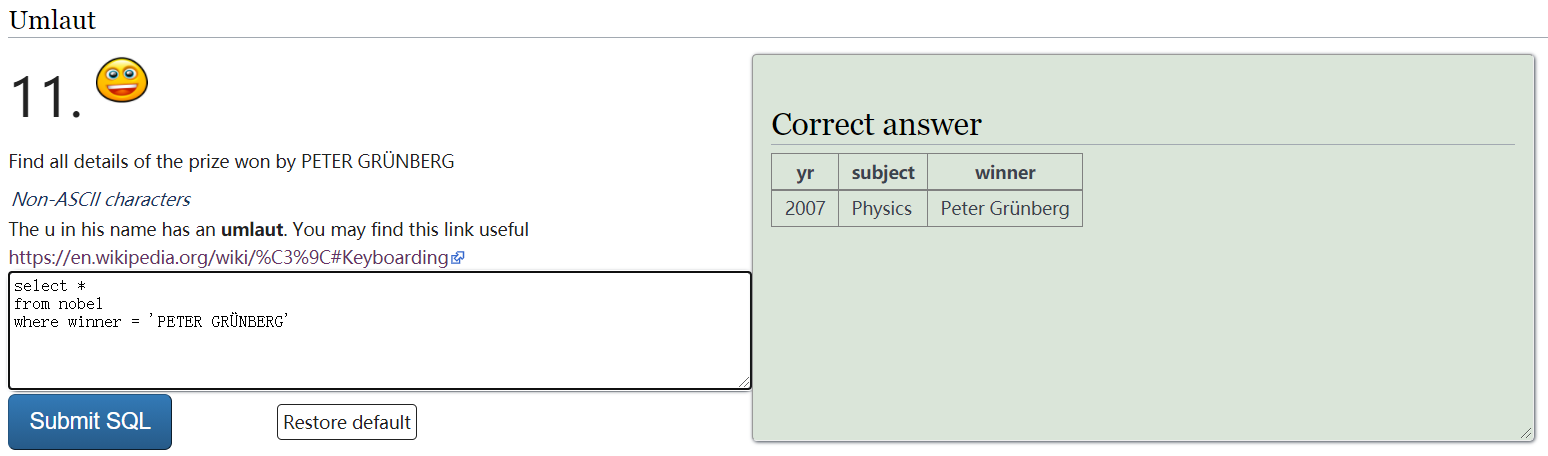 Umlaut
11.
Find all details of the prize won by PETER GRÜNBERG
Non-ASCII characters
The u in his name has an umlaut. You may find this link useful
https://en.wikipedia.org/wiki/%C3%9C#Keyboarding
select *
from nobel
where winner = 'PETER GRÜNBERG'
Submit SQL
Restore default
Correct answer
yr subject winner
2007 Physics Peter Grünberg